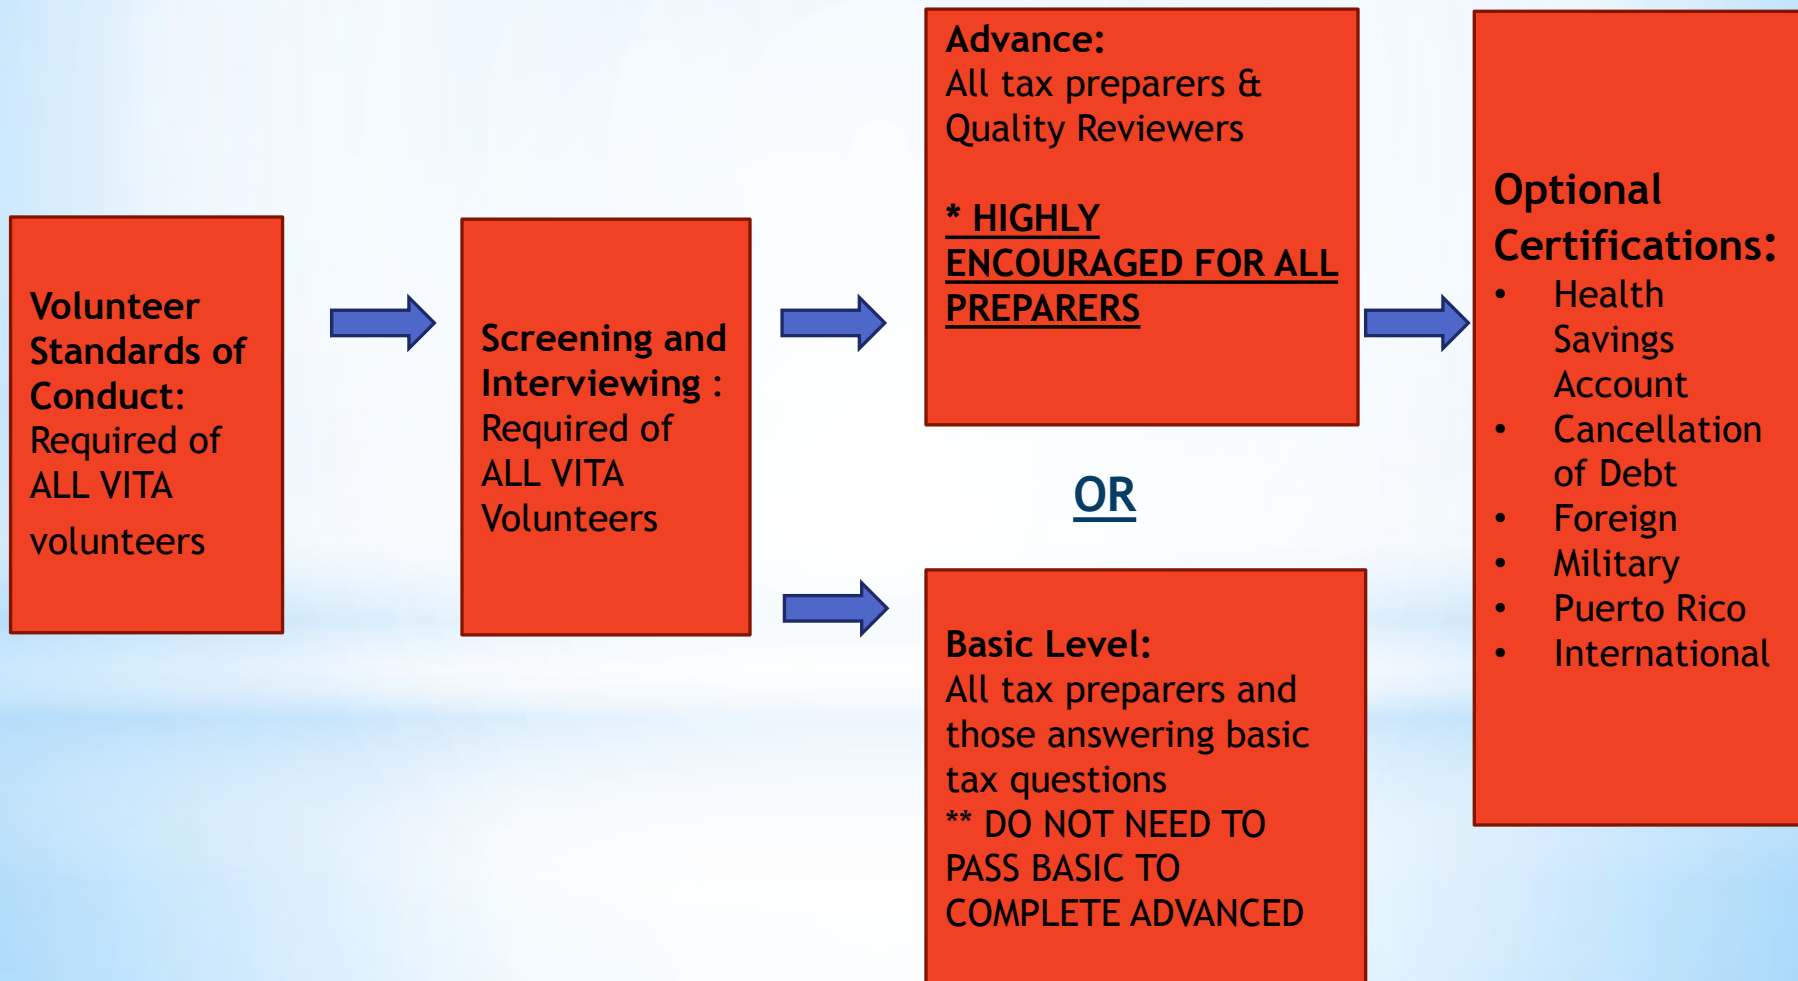 Volunteer
Standards of
Conduct:
Required of
ALL VITA
volunteers
Screening and
Interviewing :
Required of
ALL VITA
Volunteers
Advance:
All tax preparers &
Quality Reviewers
* HIGHLY
ENCOURAGED FOR ALL
PREPARERS
OR
Basic Level:
All tax preparers and
those answering basic
tax questions
** DO NOT NEED TO
PASS BASIC TO
COMPLETE ADVANCED
Optional
Certifications:
• Health
Savings
Account
• Cancellation
of Debt
• Foreign
• Military
• Puerto Rico
• International